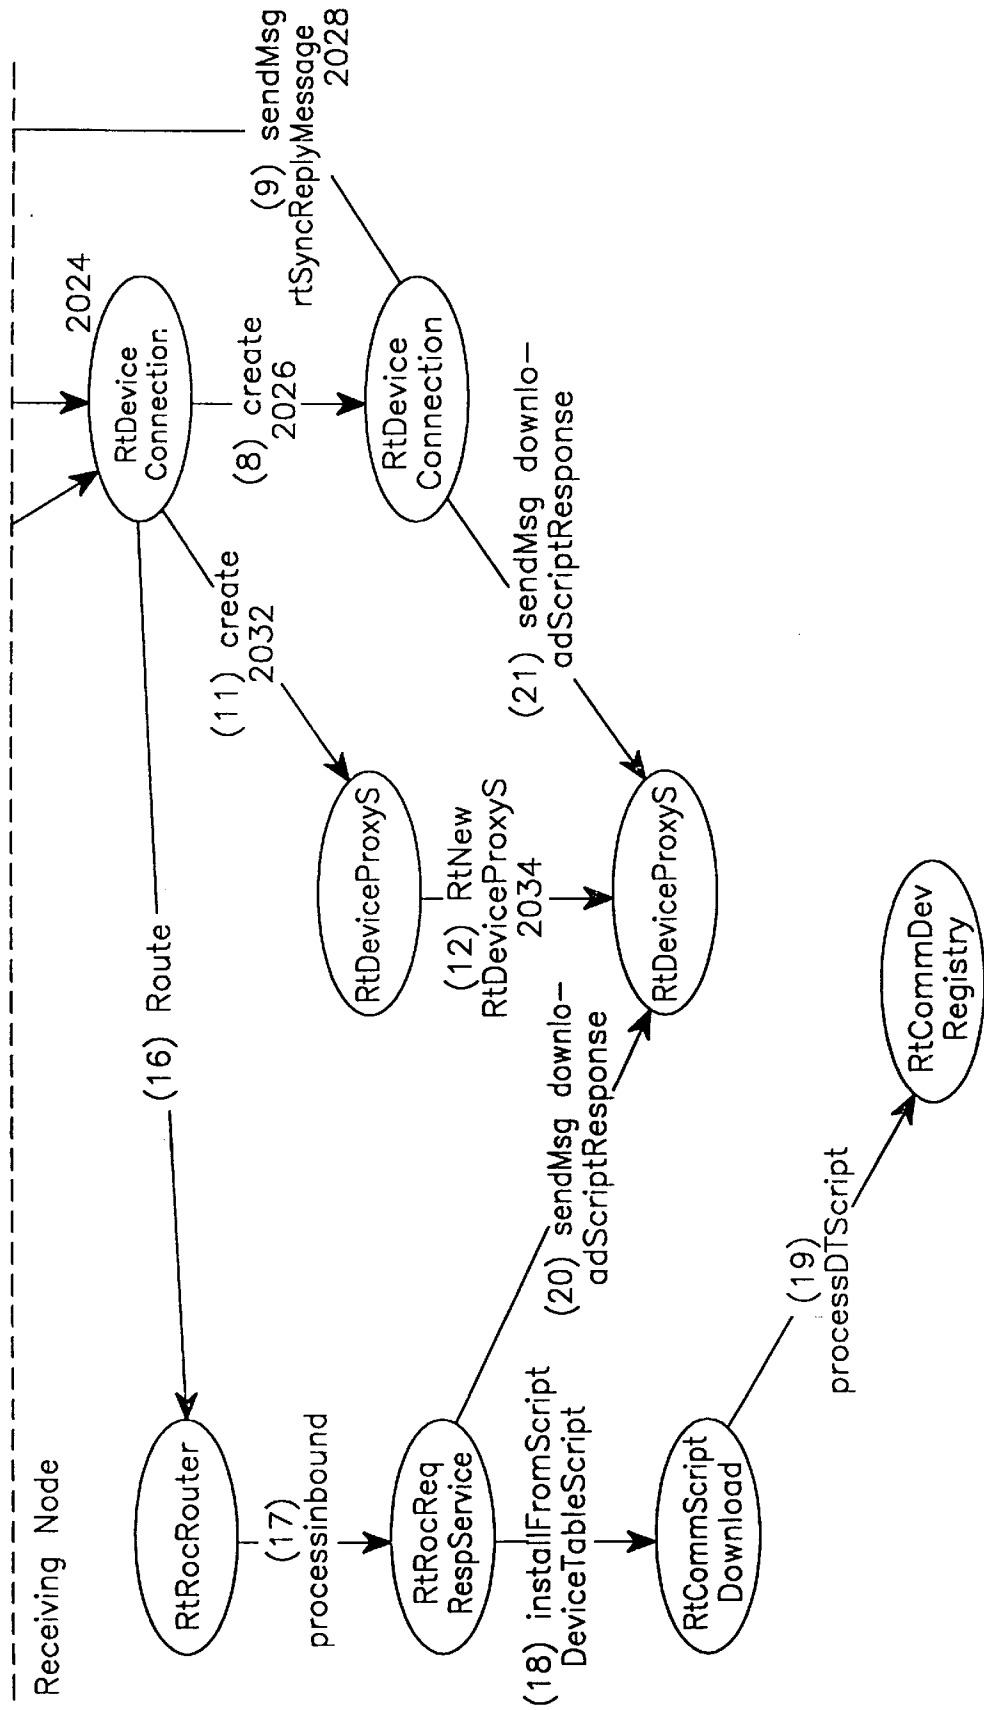 Receiving Node
2024
RtDevice
Connection
(8) create
2026
(9) sendMsg
rtSyncReplyMessage
2028
RtDevice
Connection
(11) create
2032
(16) Route
RtRocRouter
(17)
processinbound
RtRocReq
RespService
RtDeviceProxyS
(12) RtNew
RtDeviceProxyS
2034
(21) sendMsg downlo-
adScriptResponse
(20) sendMsg downlo-
adScriptResponse
RtDeviceProxyS
(18) installFromScript
DeviceTableScript
RtCommScript
Download
(19)
processDTScript
RtCommDev
Registry